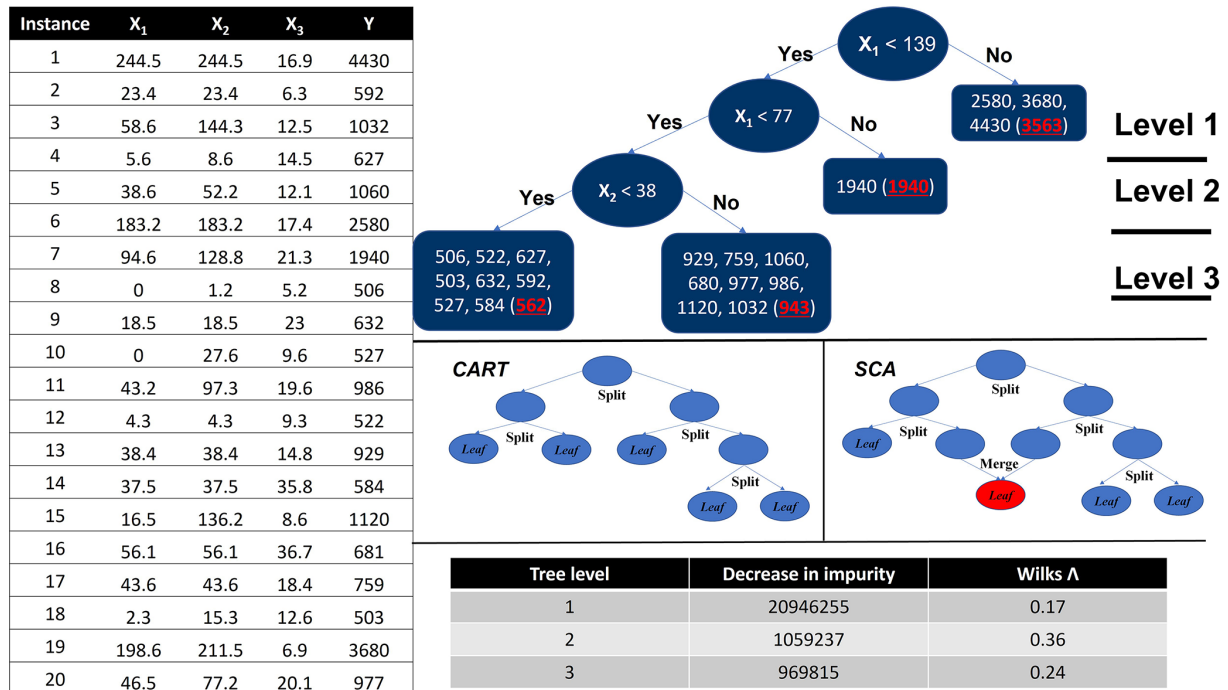 Instance X₁ X₂ X₃ Y
1 244.5 244.5 16.9 4430
2 23.4 23.4 6.3 592
3 58.6 144.3 12.5 1032
4 5.6 8.6 14.5 627
5 38.6 52.2 12.1 1060
6 183.2 183.2 17.4 2580
7 94.6 128.8 21.3 1940
8 0 1.2 5.2 506
9 18.5 18.5 23 632
10 0 27.6 9.6 527
11 43.2 97.3 19.6 986
12 4.3 4.3 9.3 522
13 38.4 38.4 14.8 929
14 37.5 37.5 35.8 584
15 16.5 136.2 8.6 1120
16 56.1 56.1 36.7 681
17 43.6 43.6 18.4 759
18 2.3 15.3 12.6 503
19 198.6 211.5 6.9 3680
20 46.5 77.2 20.1 977
X₁ < 139
Yes
No
2580, 3680,
4430 (3563)
Level 1
X₁ < 77
Yes
No
1940 (1940)
Level 2
X₂ < 38
Yes
No
506, 522, 627,
503, 632, 592,
527, 584 (562)
929, 759, 1060,
680, 977, 986,
1120, 1032 (943)
Level 3
CART
Split
Split
Split
Leaf
Leaf
Leaf
Split
Leaf
Leaf
SCA
Split
Split
Split
Leaf
Merge
Split
Leaf
Leaf
Leaf
Tree level Decrease in impurity Wilks Λ
1 20946255 0.17
2 1059237 0.36
3 969815 0.24